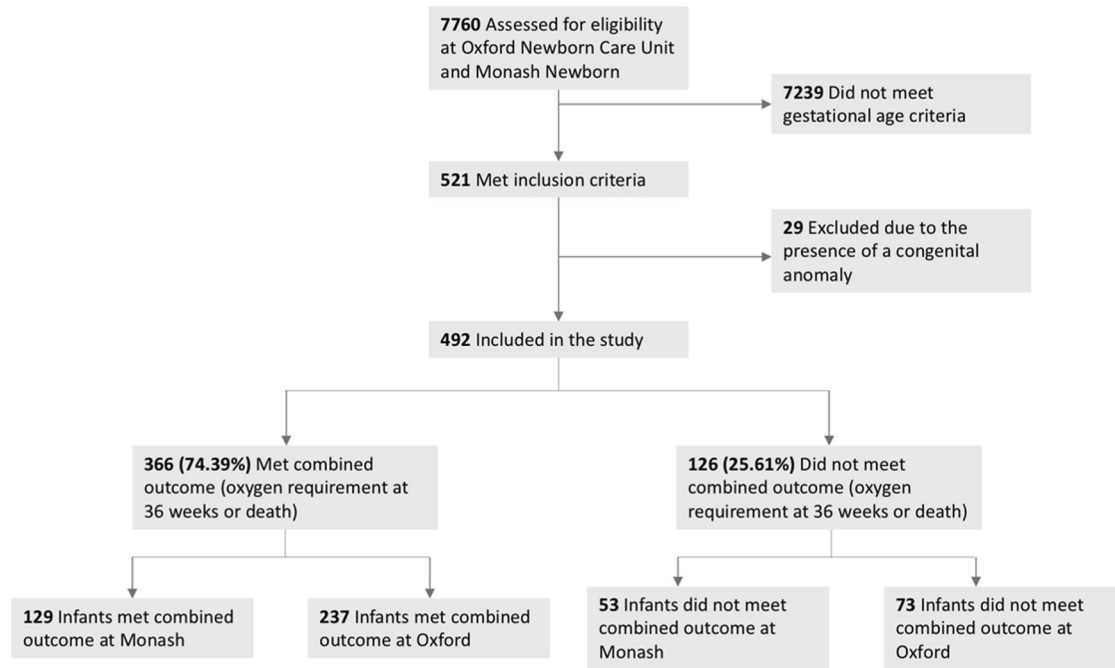 7760 Assessed for eligibility
at Oxford Newborn Care Unit
and Monash Newborn
7239 Did not meet
gestational age criteria
521 Met inclusion criteria
29 Excluded due to the
presence of a congenital
anomaly
492 Included in the study
366 (74.39%) Met combined
outcome (oxygen requirement at
36 weeks or death)
126 (25.61%) Did not meet
combined outcome (oxygen
requirement at 36 weeks or death)
129 Infants met combined
outcome at Monash
237 Infants met combined
outcome at Oxford
53 Infants did not meet
combined outcome at
Monash
73 Infants did not meet
combined outcome at
Oxford